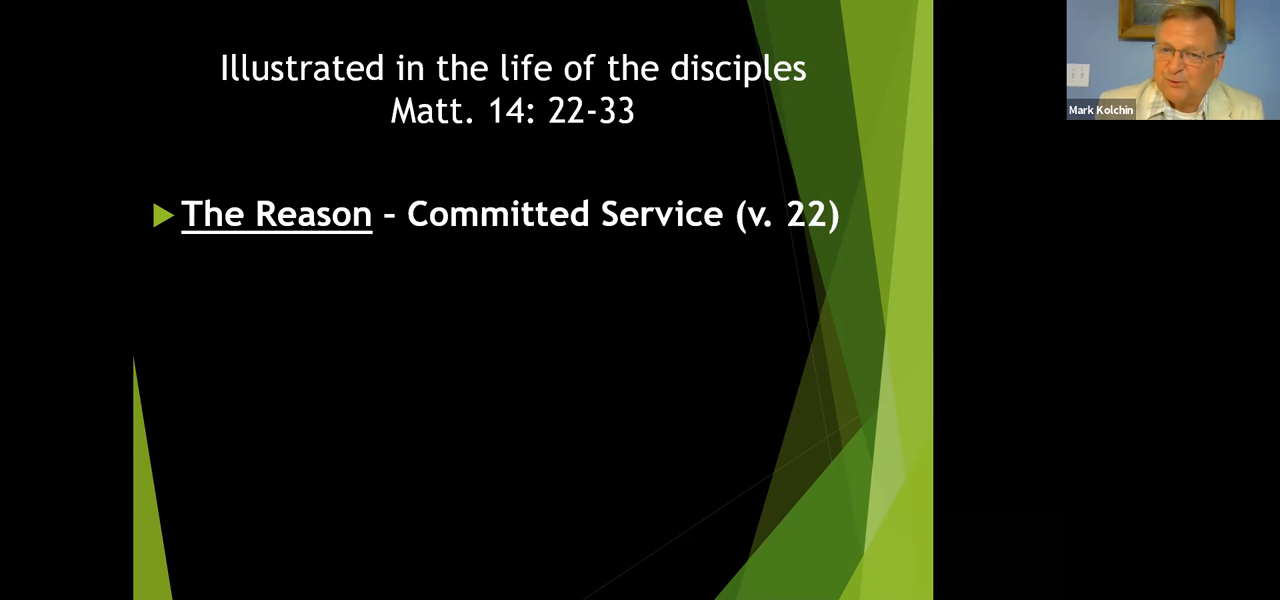 Illustrated in the life of the disciples
Matt. 14: 22-33
The Reason – Committed Service (v. 22)
Mark Kolchin